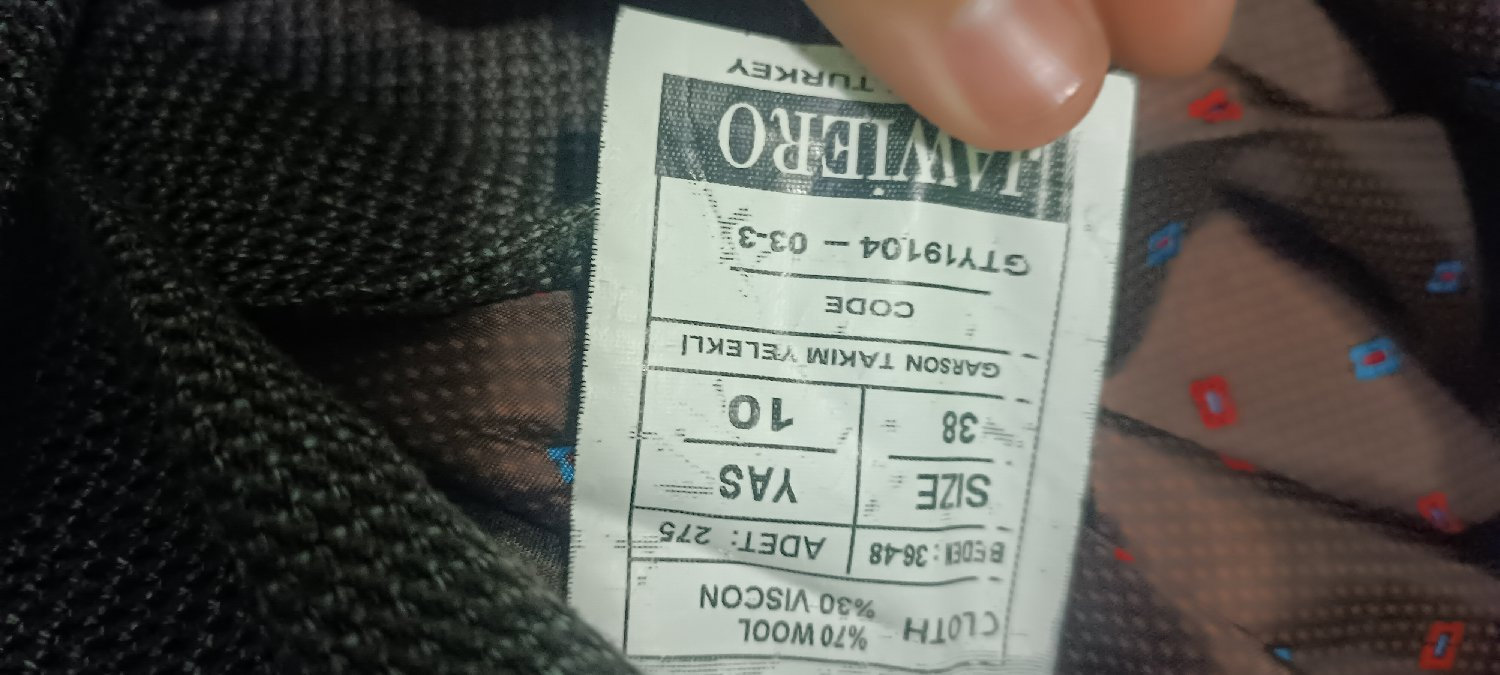 %70 WOOL
CLOTH
%30 VISCON
BEDEN: 36-48 ADET: 275
SIZE YAS
38 10
GARSON TAKIM YELEKLİ
CODE
GTY19104 – 03-3
TURKEY